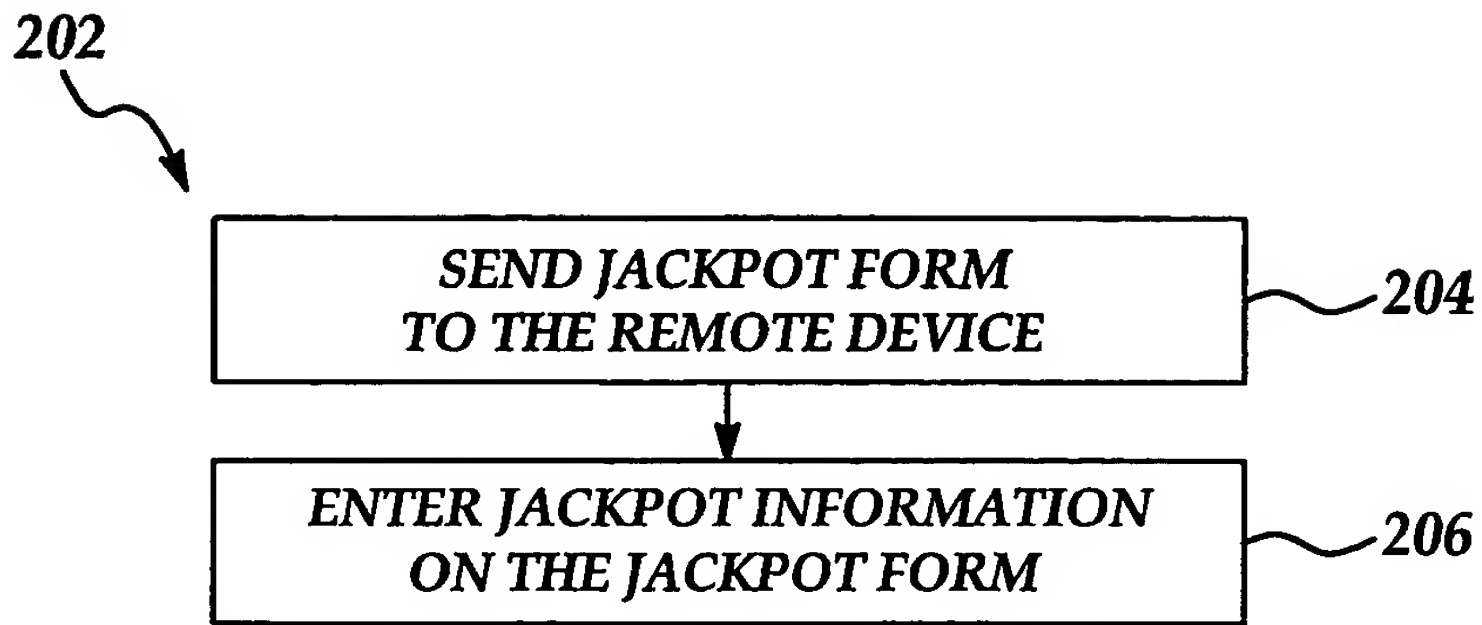 202
SEND JACKPOT FORM
TO THE REMOTE DEVICE
204
ENTER JACKPOT INFORMATION
ON THE JACKPOT FORM
206